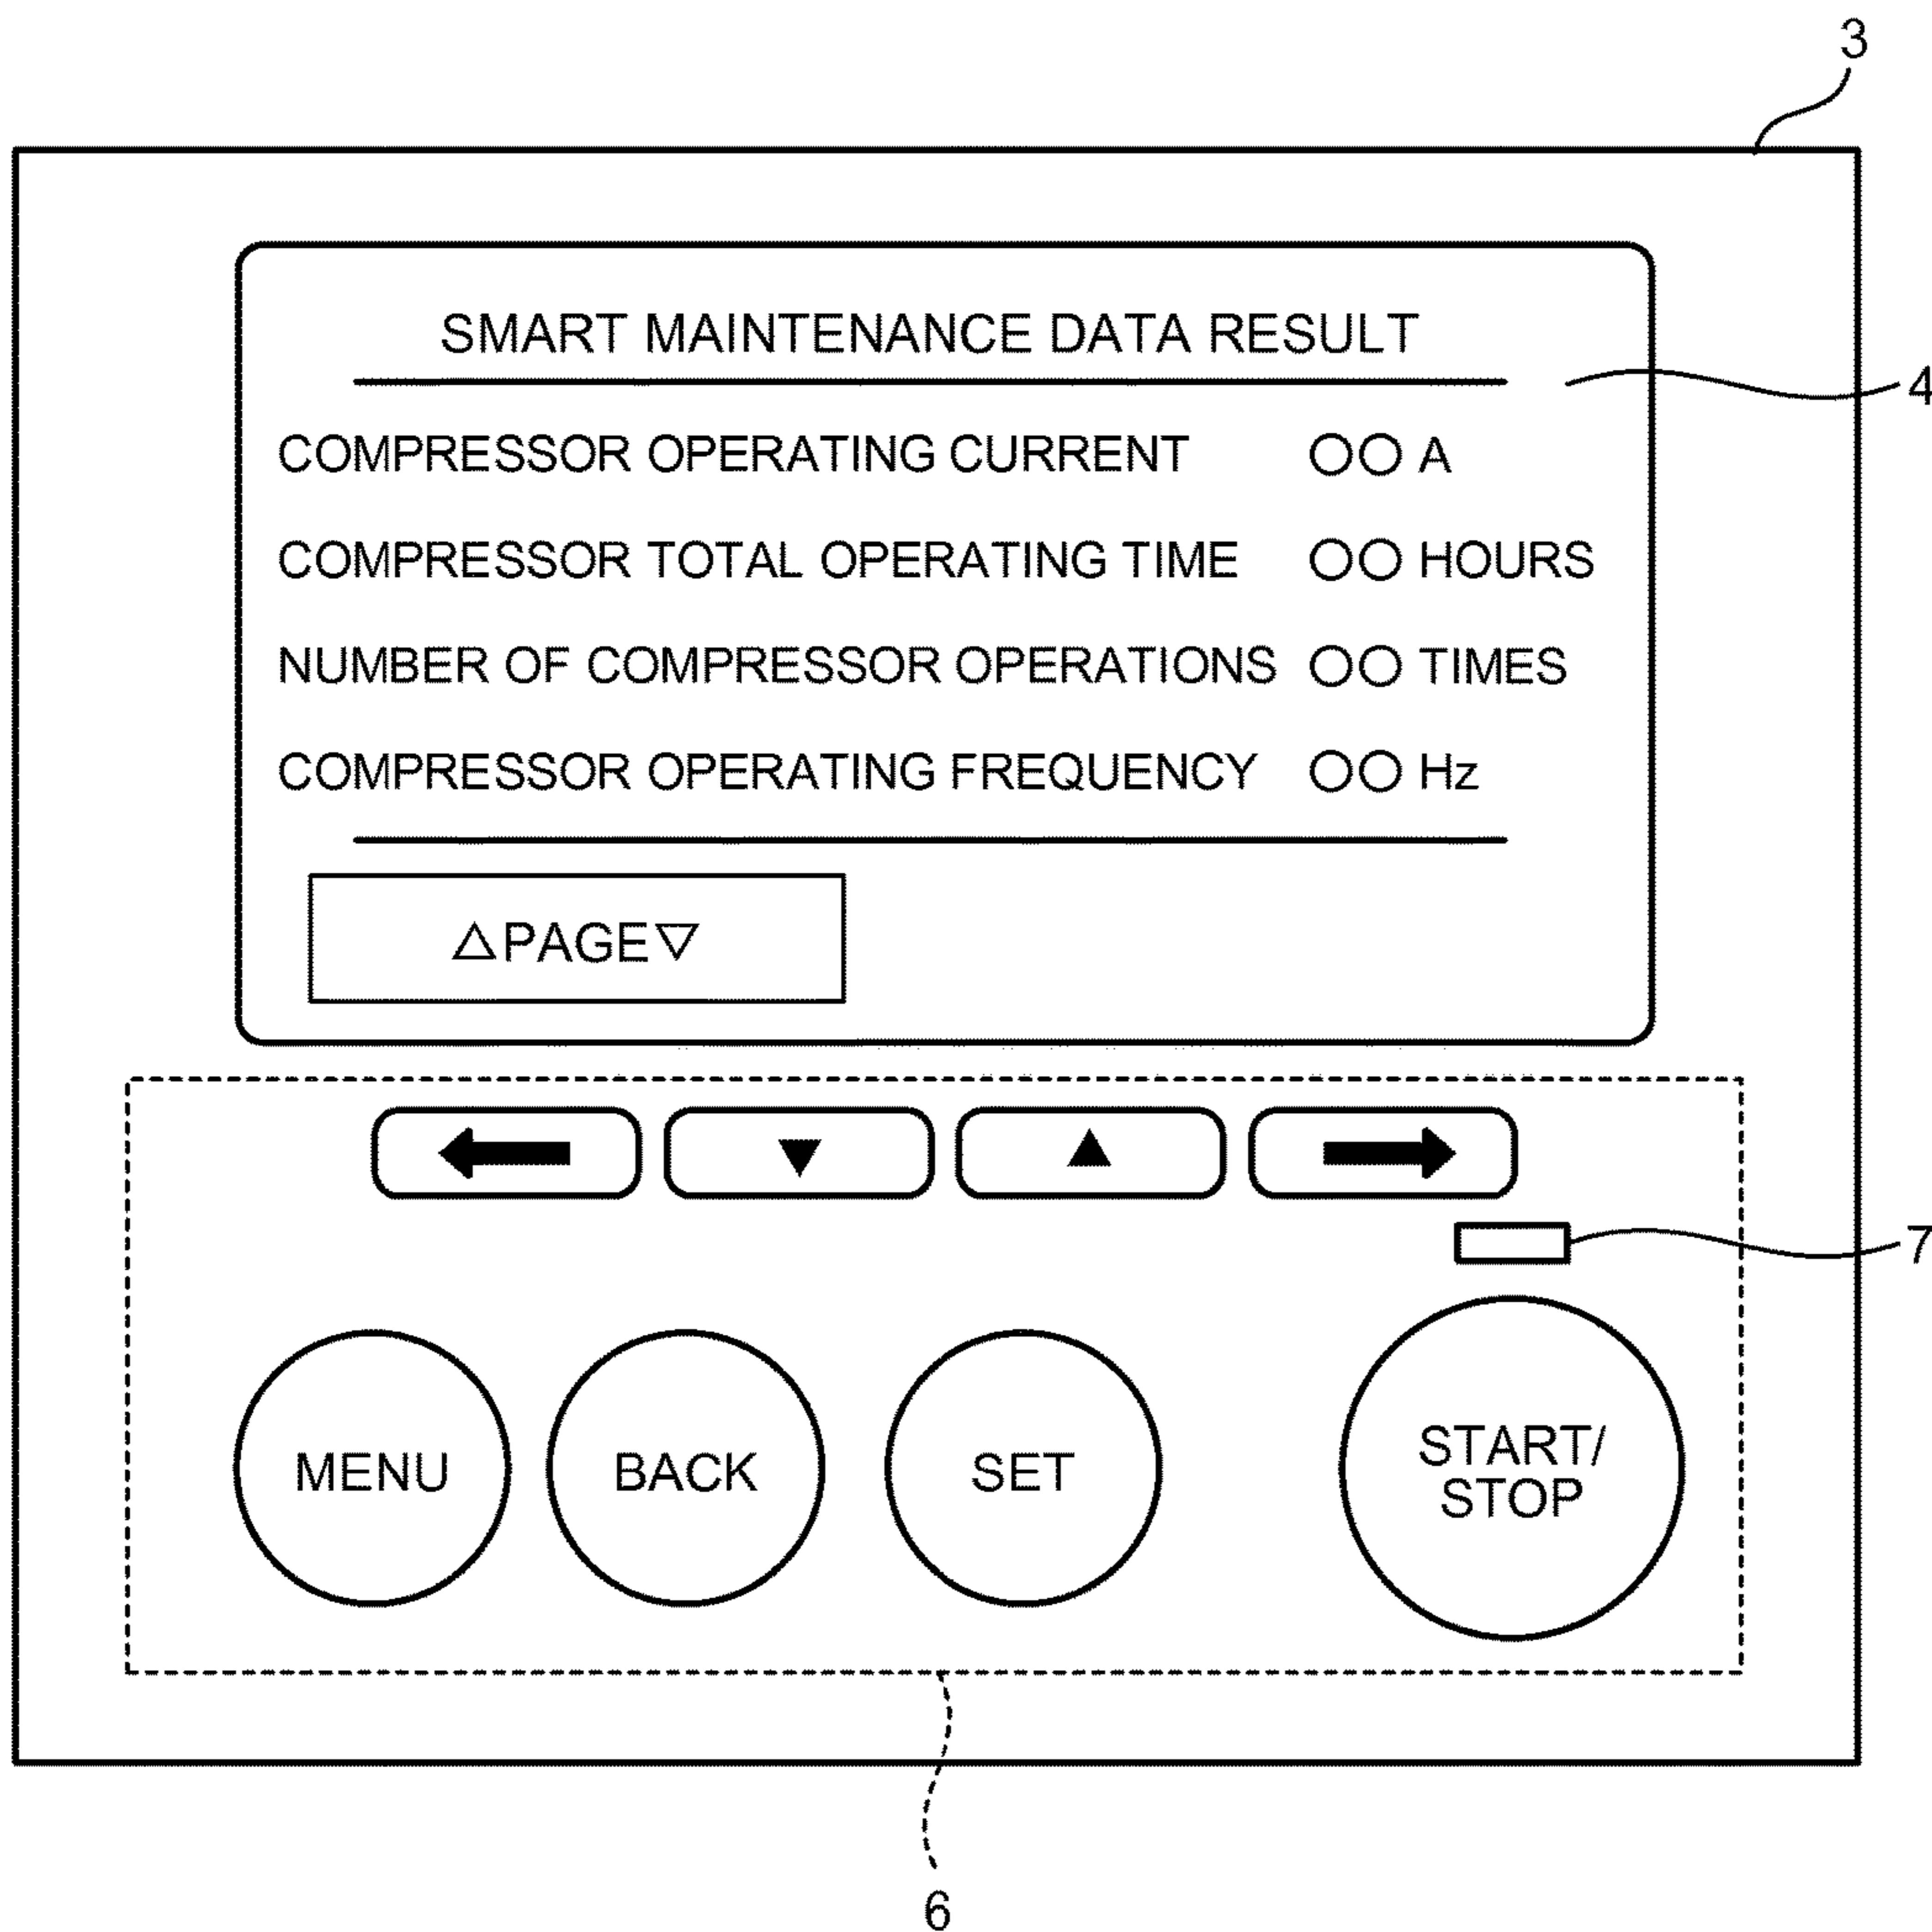 3
SMART MAINTENANCE DATA RESULT
4
COMPRESSOR OPERATING CURRENT ○○ A
COMPRESSOR TOTAL OPERATING TIME ○○ HOURS
NUMBER OF COMPRESSOR OPERATIONS ○○ TIMES
COMPRESSOR OPERATING FREQUENCY ○○ Hz
△PAGE▽
7
MENU
BACK
SET
START/
STOP
6